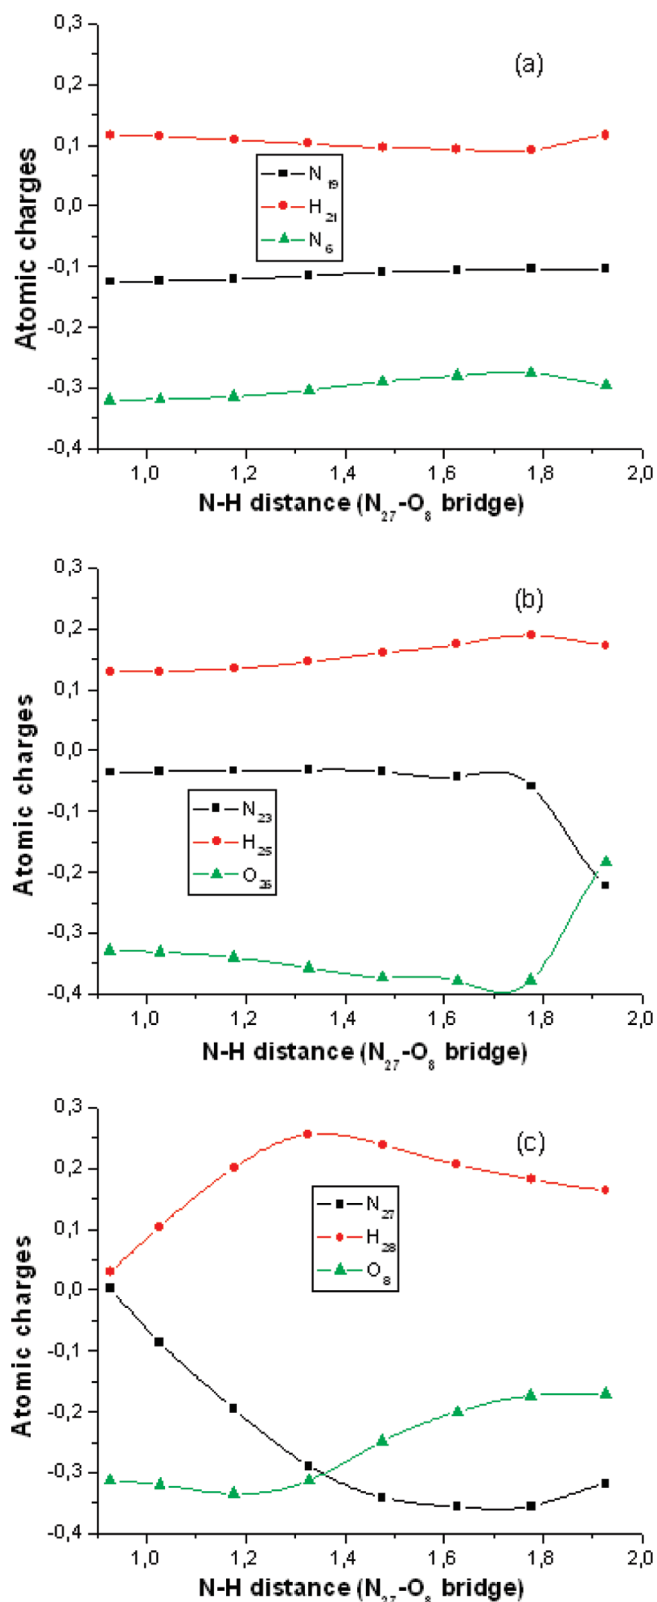 0,3
(a)
0,2
0,1
N19
0,0
H21
N6
-0,1
-0,2
-0,3
-0,4
1,0 1,2 1,4 1,6 1,8 2,0
Atomic charges
N-H distance (N27-O8 bridge)
0,3
(b)
0,2
0,1
0,0
N23
-0,1
H25
-0,2
-0,3
-0,4
1,0 1,2 1,4 1,6 1,8 2,0
Atomic charges
N-H distance (N27-O8 bridge)
0,3
(c)
0,2
N27
0,1
H28
0,0
O8
-0,1
-0,2
-0,3
-0,4
1,0 1,2 1,4 1,6 1,8 2,0
Atomic charges
N-H distance (N27-O8 bridge)